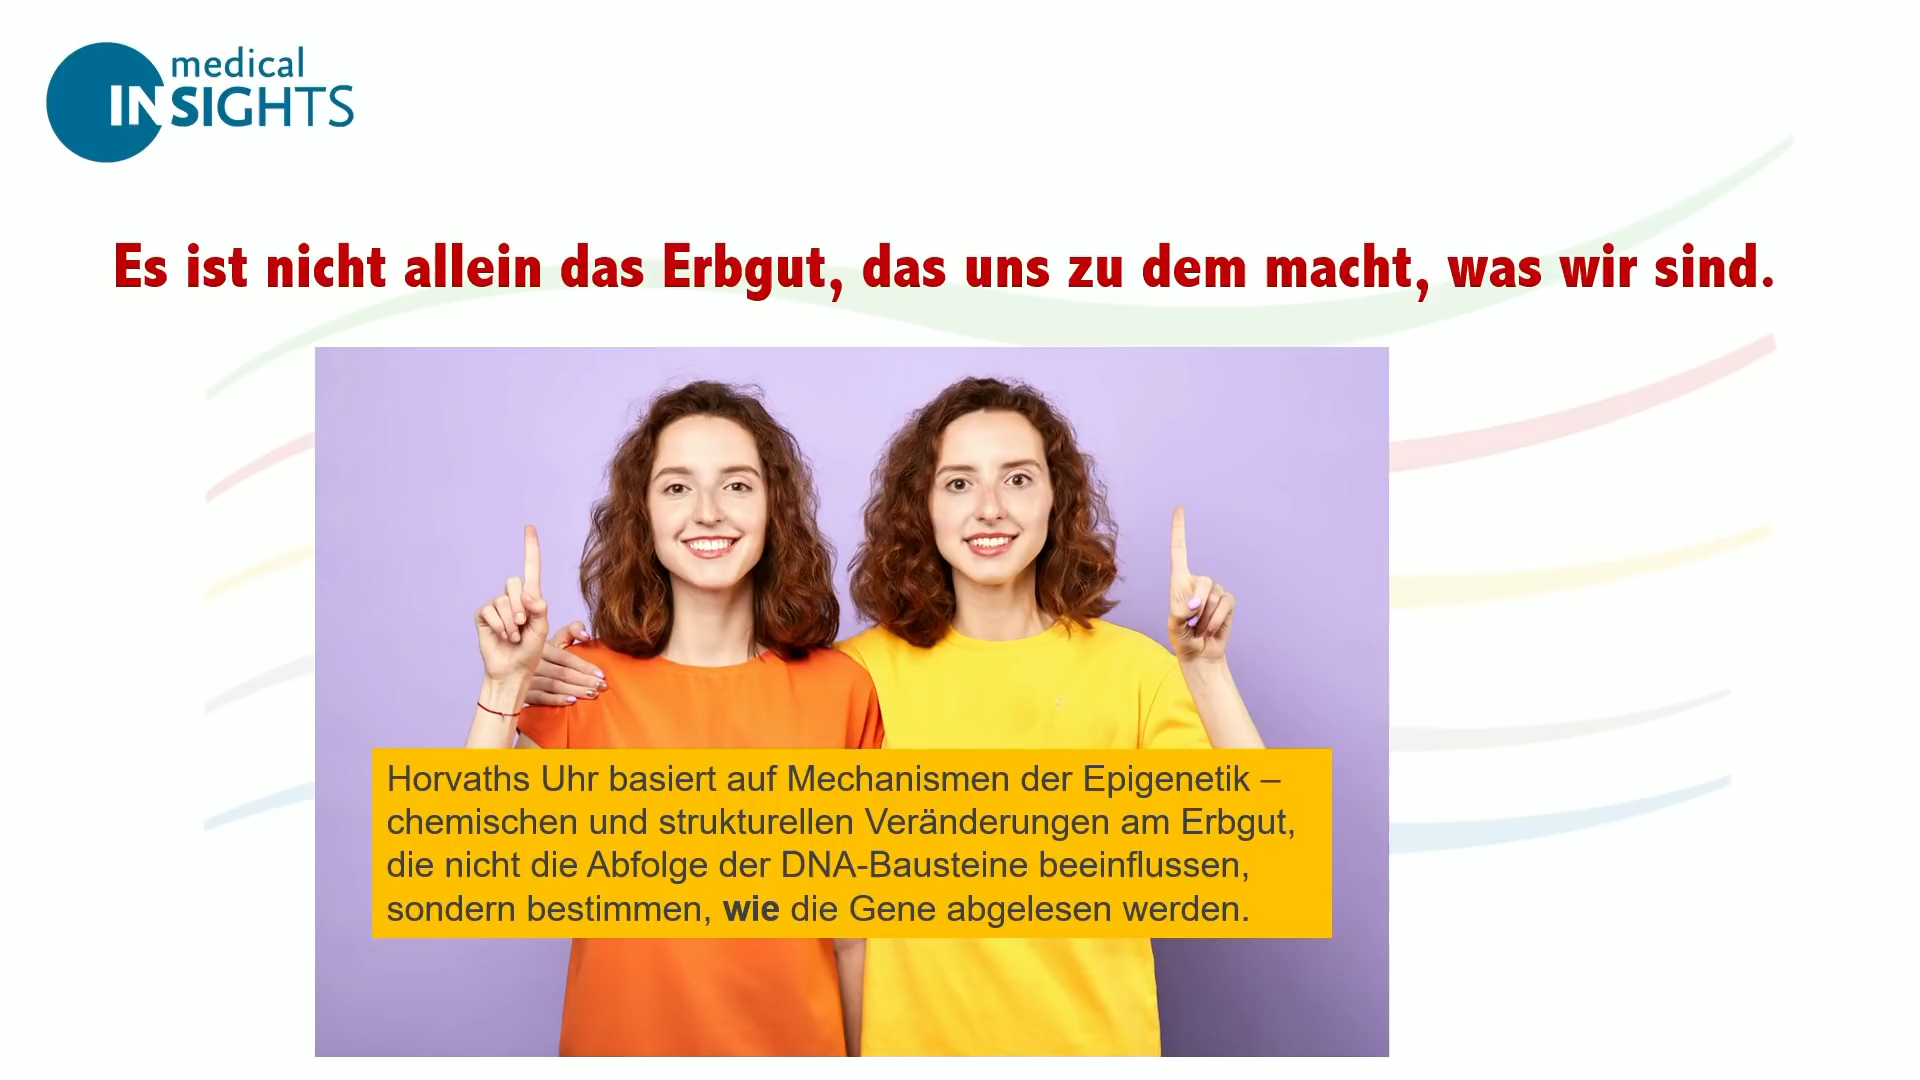 medical
INSIGHTS
Es ist nicht allein das Erbgut, das uns zu dem macht, was wir sind.
Horvaths Uhr basiert auf Mechanismen der Epigenetik –
chemischen und strukturellen Veränderungen am Erbgut,
die nicht die Abfolge der DNA-Bausteine beeinflussen,
sondern bestimmen, wie die Gene abgelesen werden.